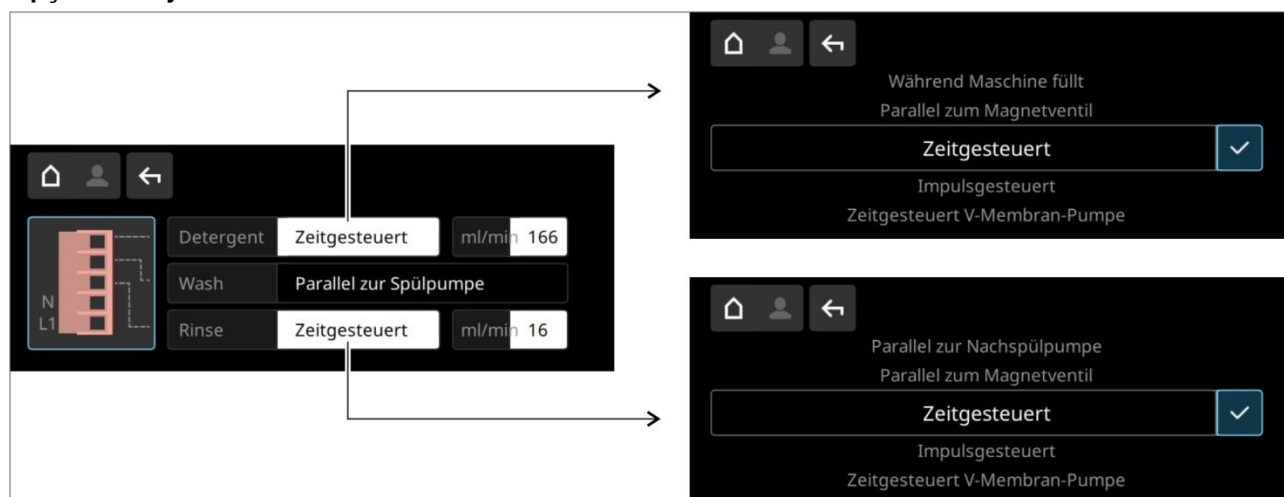 Während Maschine füllt
Parallel zum Magnetventil
Zeitgesteuert
Impulsgesteuert
Zeitgesteuert V-Membran-Pumpe
Detergent Zeitgesteuert ml/min 166
Wash Parallel zur Spülpumpe
Rinse Zeitgesteuert ml/min 16
N
L1
Parallel zur Nachspülpumpe
Parallel zum Magnetventil
Zeitgesteuert
Impulsgesteuert
Zeitgesteuert V-Membran-Pumpe